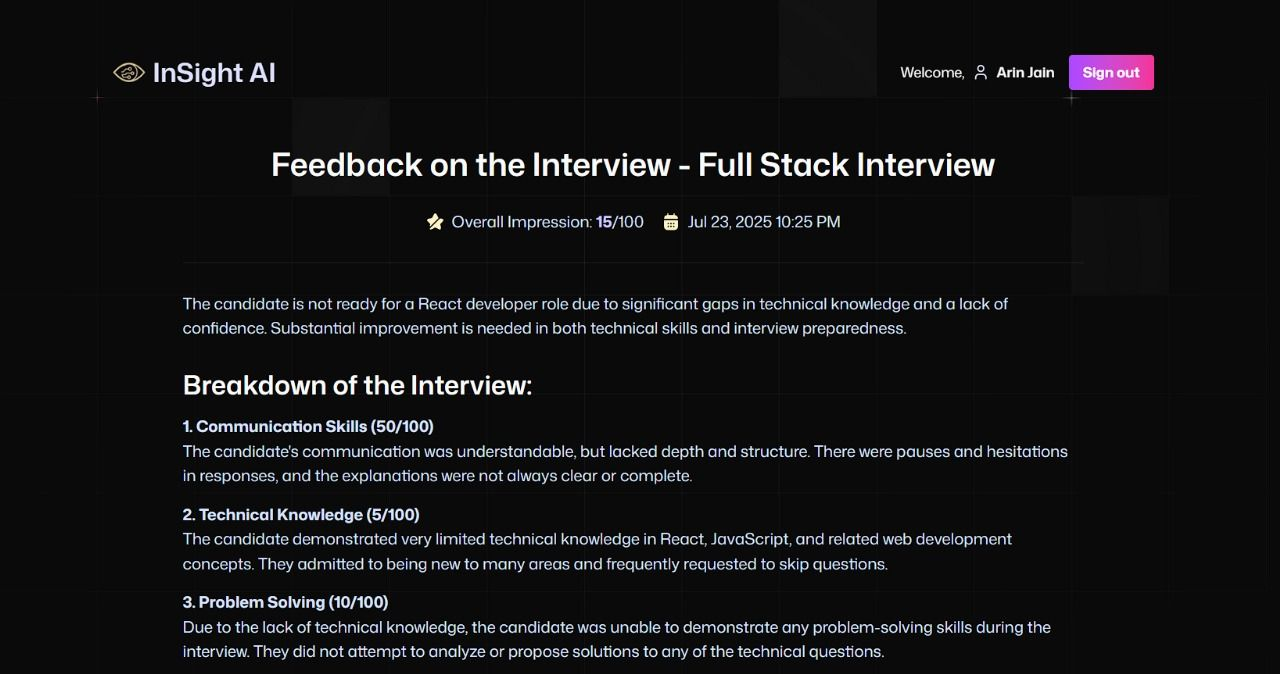 InSight AI
Welcome, Arin Jain
Sign out
Feedback on the Interview - Full Stack Interview
Overall Impression: 15/100 Jul 23, 2025 10:25 PM
The candidate is not ready for a React developer role due to significant gaps in technical knowledge and a lack of
confidence. Substantial improvement is needed in both technical skills and interview preparedness.
Breakdown of the Interview:
1. Communication Skills (50/100)
The candidate's communication was understandable, but lacked depth and structure. There were pauses and hesitations
in responses, and the explanations were not always clear or complete.
2. Technical Knowledge (5/100)
The candidate demonstrated very limited technical knowledge in React, JavaScript, and related web development
concepts. They admitted to being new to many areas and frequently requested to skip questions.
3. Problem Solving (10/100)
Due to the lack of technical knowledge, the candidate was unable to demonstrate any problem-solving skills during the
interview. They did not attempt to analyze or propose solutions to any of the technical questions.